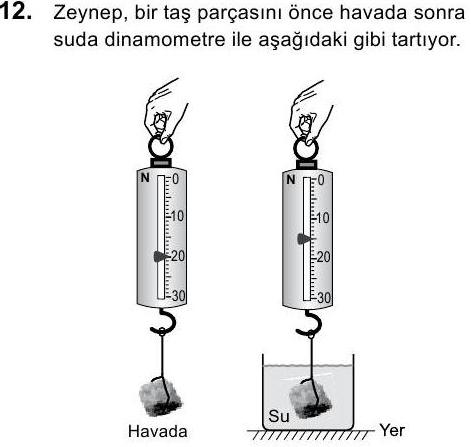 12. Zeynep, bir taş parçasını önce havada sonra
suda dinamometre ile aşağıdaki gibi tartıyor.
N 0 N 0
10 10
20 20
30 30
Su
Havada Yer